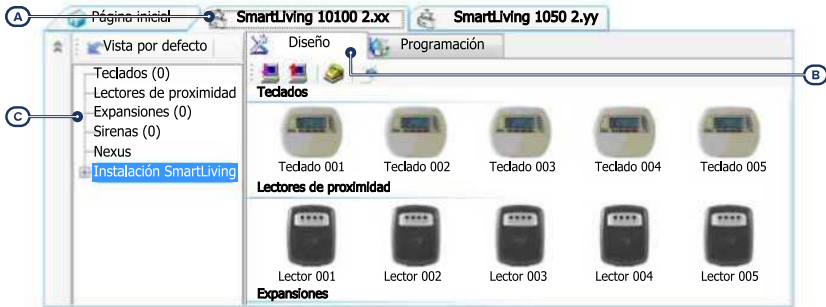 A
Página inicial
SmartLiving 10100 2.xx
SmartLiving 1050 2.yy
Vista por defecto
Diseño
Programación
B
Teclados (0)
Lectores de proximidad
C
Expansiones (0)
Sirenas (0)
Nexus
Instalación SmartLiving
Teclados
Teclado 001 Teclado 002 Teclado 003 Teclado 004 Teclado 005
Lectores de proximidad
Lector 001 Lector 002 Lector 003 Lector 004 Lector 005
Expansiones